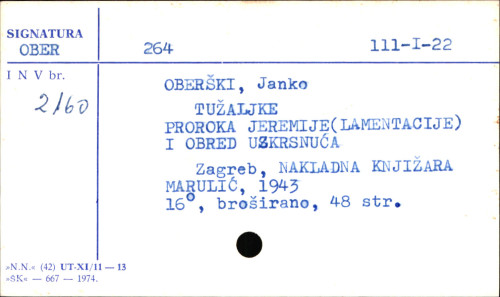 SIGNATURA
OBER 264 111-I-22
I N V br.
2160
OBERŠKI, Janko
TUŽALJKE
PROROKA JEREMIJE(LAMENTACIJE)
I OBRED USKRSNUĆA
Zagreb, NAKLADNA KNJIŽARA
MARULIĆ, 1943
16°, broširano, 48 str.
»N.N.« (42) UT-XI/11 — 13
»SK« — 667 — 1974.